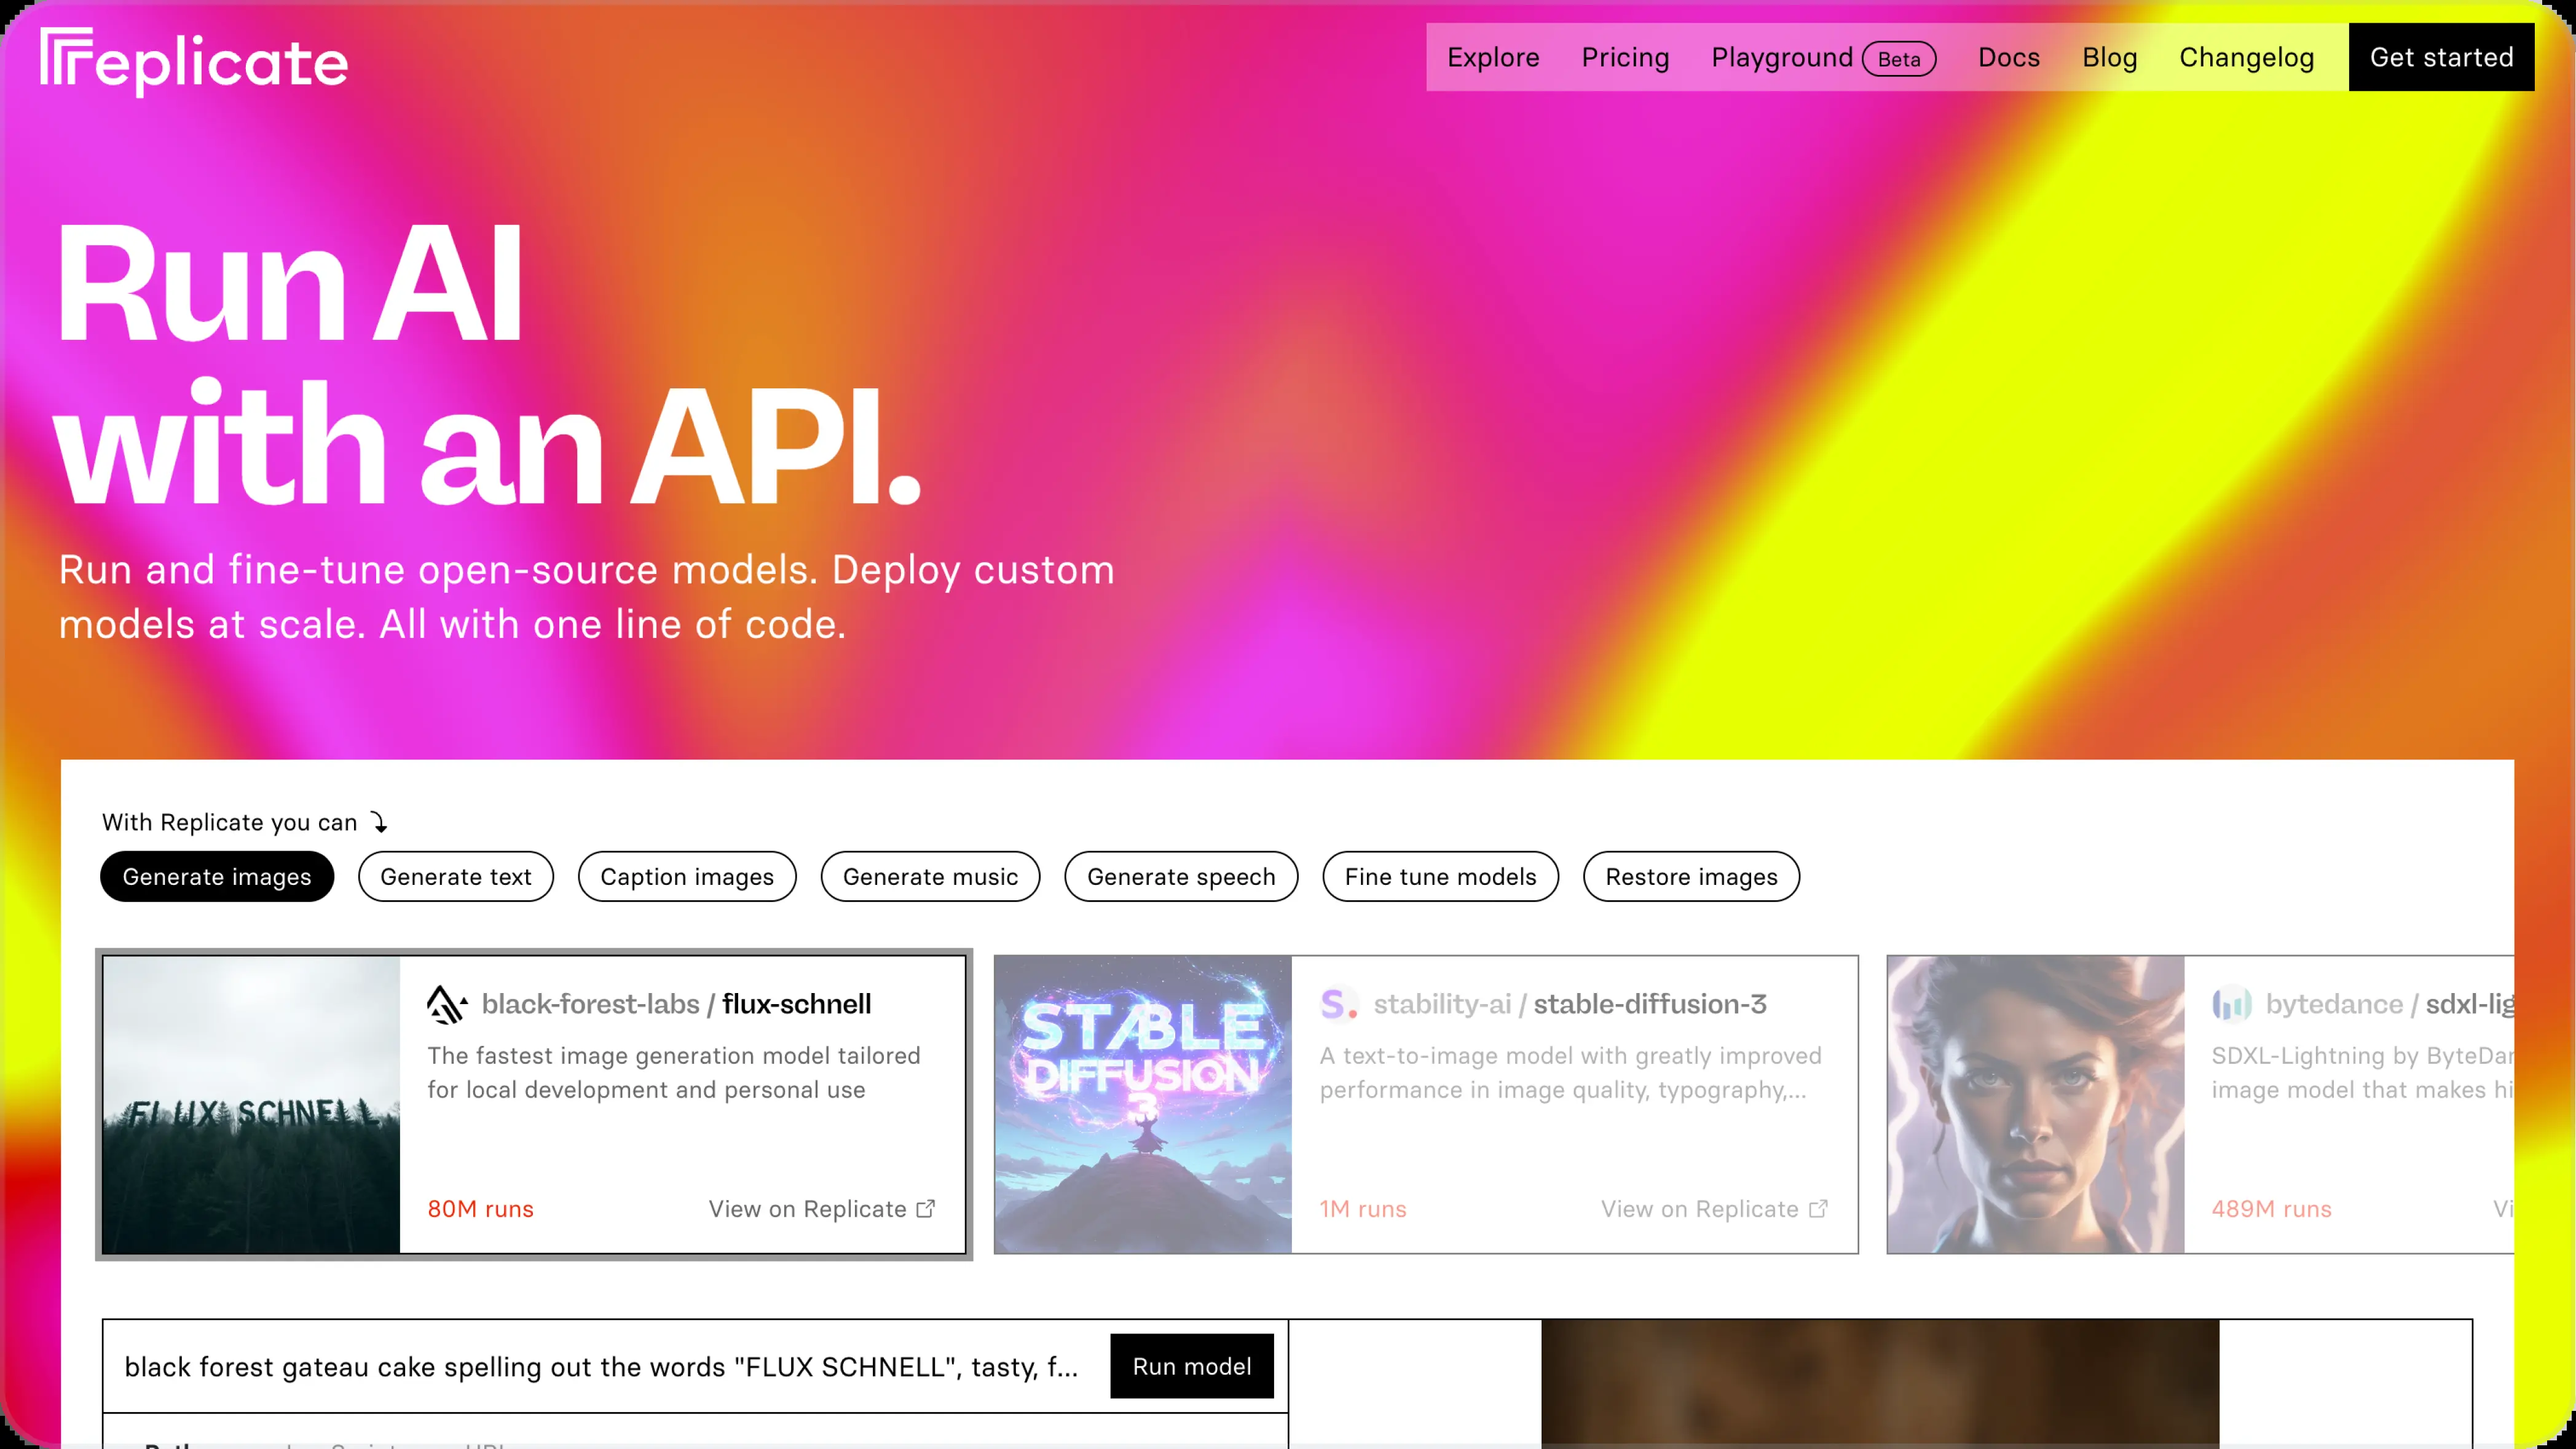 replicate
Explore Pricing Playground Beta Docs Blog Changelog Get started
Run AI
with an API.
Run and fine-tune open-source models. Deploy custom
models at scale. All with one line of code.
With Replicate you can
Generate images Generate text Caption images Generate music Generate speech Fine tune models Restore images
FLUX SCHNELL
black-forest-labs / flux-schnell
The fastest image generation model tailored
for local development and personal use
80M runs View on Replicate
STABLE
DIFFUSION
3
S. stability-ai / stable-diffusion-3
A text-to-image model with greatly improved
performance in image quality, typography,...
1M runs View on Replicate
bytedance / sdxl-lig
SDXL-Lightning by ByteDan
image model that makes hi
489M runs Vi
black forest gateau cake spelling out the words "FLUX SCHNELL", tasty, f... Run model